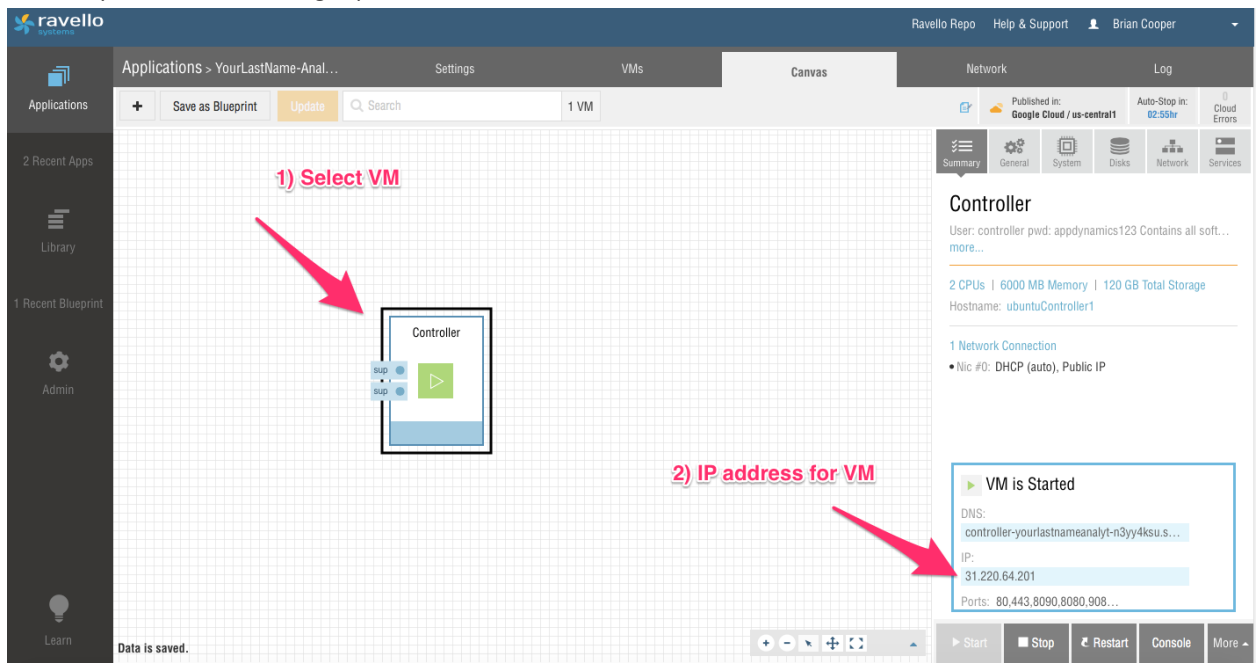 ravello
systems
Ravello Repo
Help & Support
Brian Cooper
Applications
2 Recent Apps
Library
1 Recent Blueprint
Admin
Learn
Applications > YourLastName-Anal...
Settings
VMs
Canvas
Network
Log
+
Save as Blueprint
Update
Search
1 VM
Published in:
Google Cloud / us-central1
Auto-Stop in:
02:55hr
0
Cloud
Errors
1) Select VM
Controller
sup
sup
2) IP address for VM
Data is saved.
Summary
General
System
Disks
Network
Services
Controller
User: controller pwd: appdynamics123 Contains all soft...
more...
2 CPUs | 6000 MB Memory | 120 GB Total Storage
Hostname: ubuntuController1
1 Network Connection
• Nic #0: DHCP (auto), Public IP
VM is Started
DNS:
controller-yourlastnameanalyt-n3yy4ksu.s...
IP:
31.220.64.201
Ports: 80,443,8090,8080,908...
Start
Stop
Restart
Console
More